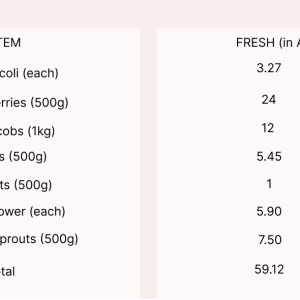 TEM FRESH (in A
coli (each) 3.27
rries (500g) 24
cobs (1kg) 12
s (500g) 5.45
ts (500g) 1
ower (each) 5.90
prouts (500g) 7.50
tal 59.12